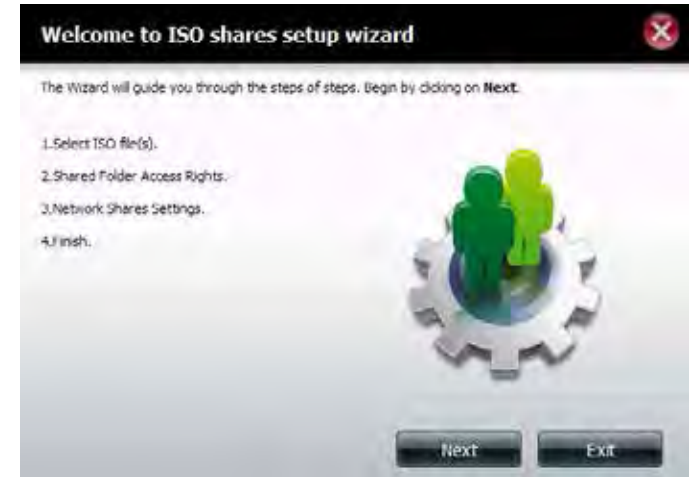 Welcome to ISO shares setup wizard
The Wizard will guide you through the steps of steps. Begin by clicking on Next.
1.Select ISO file(s).
2.Shared Folder Access Rights.
3.Network Shares Settings.
4.Finish.
Next
Exit